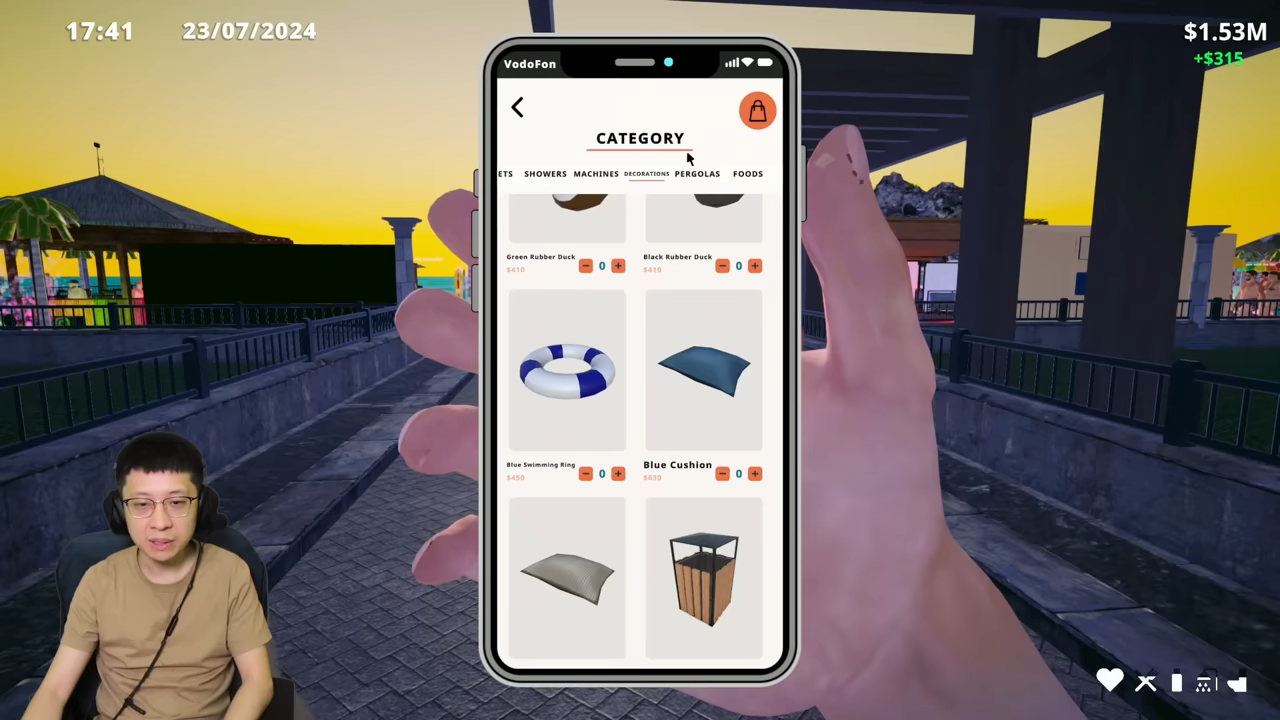 17:41 23/07/2024
$1.53M
+$315
VodoFon
CATEGORY
ETS SHOWERS MACHINES DECORATIONS PERGOLAS FOODS
Green Rubber Duck
$410
0
Black Rubber Duck
$410
0
Blue Swimming Ring
$450
0
Blue Cushion
$630
0